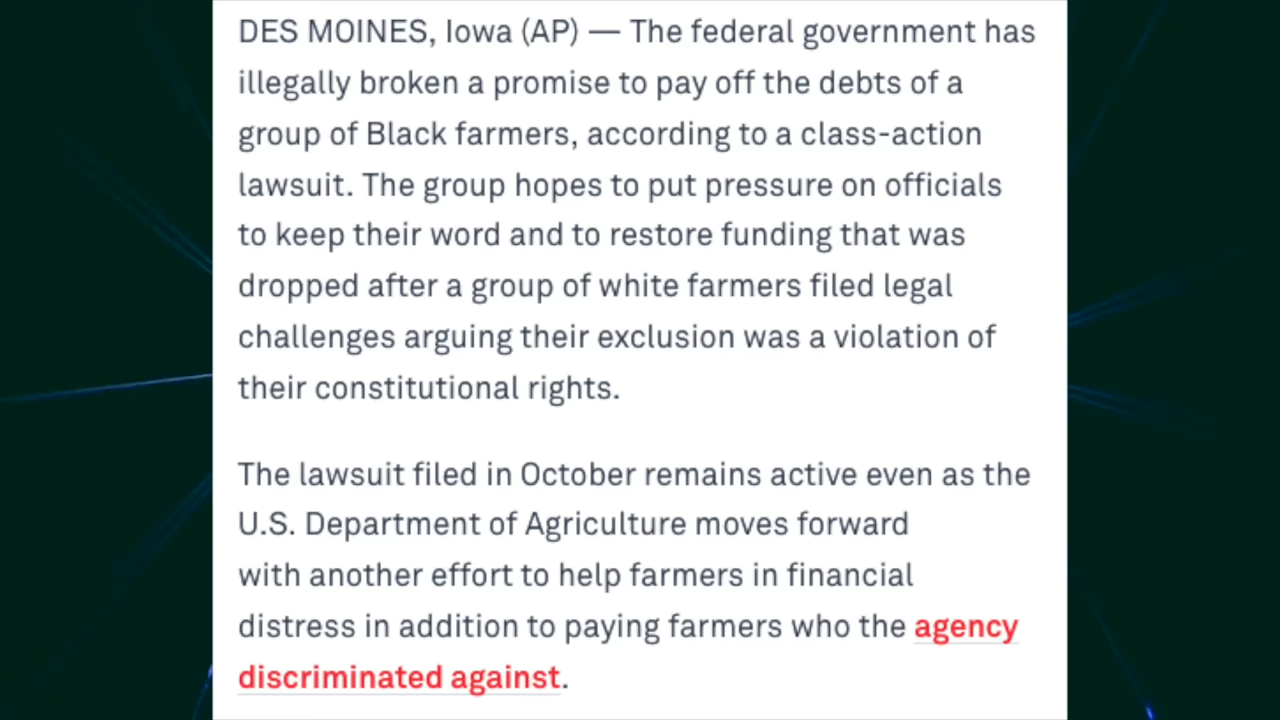 DES MOINES, Iowa (AP) — The federal government has
illegally broken a promise to pay off the debts of a
group of Black farmers, according to a class-action
lawsuit. The group hopes to put pressure on officials
to keep their word and to restore funding that was
dropped after a group of white farmers filed legal
challenges arguing their exclusion was a violation of
their constitutional rights.
The lawsuit filed in October remains active even as the
U.S. Department of Agriculture moves forward
with another effort to help farmers in financial
distress in addition to paying farmers who the agency
discriminated against.